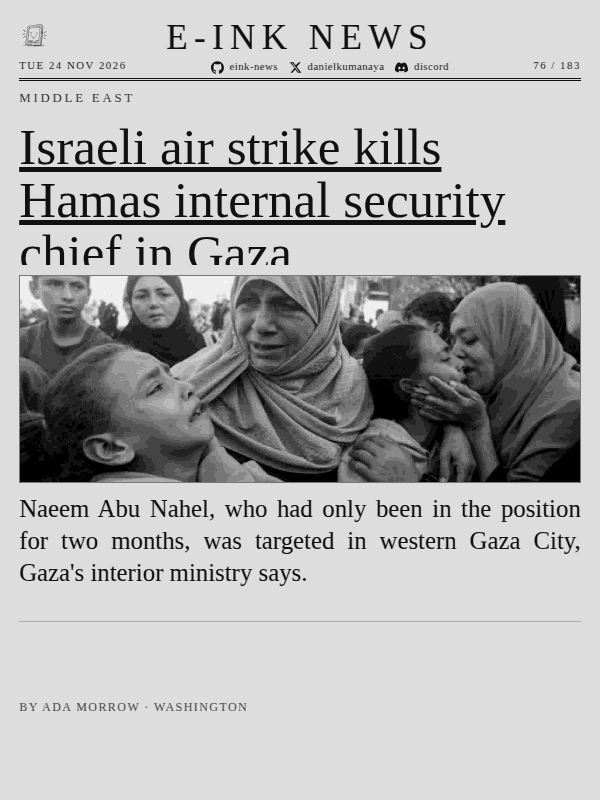 E-INK NEWS
TUE 24 NOV 2026
eink-news danielkumanaya discord
76 / 183
MIDDLE EAST
Israeli air strike kills
Hamas internal security
chief in Gaza
Naeem Abu Nahel, who had only been in the position
for two months, was targeted in western Gaza City,
Gaza's interior ministry says.
BY ADA MORROW · WASHINGTON